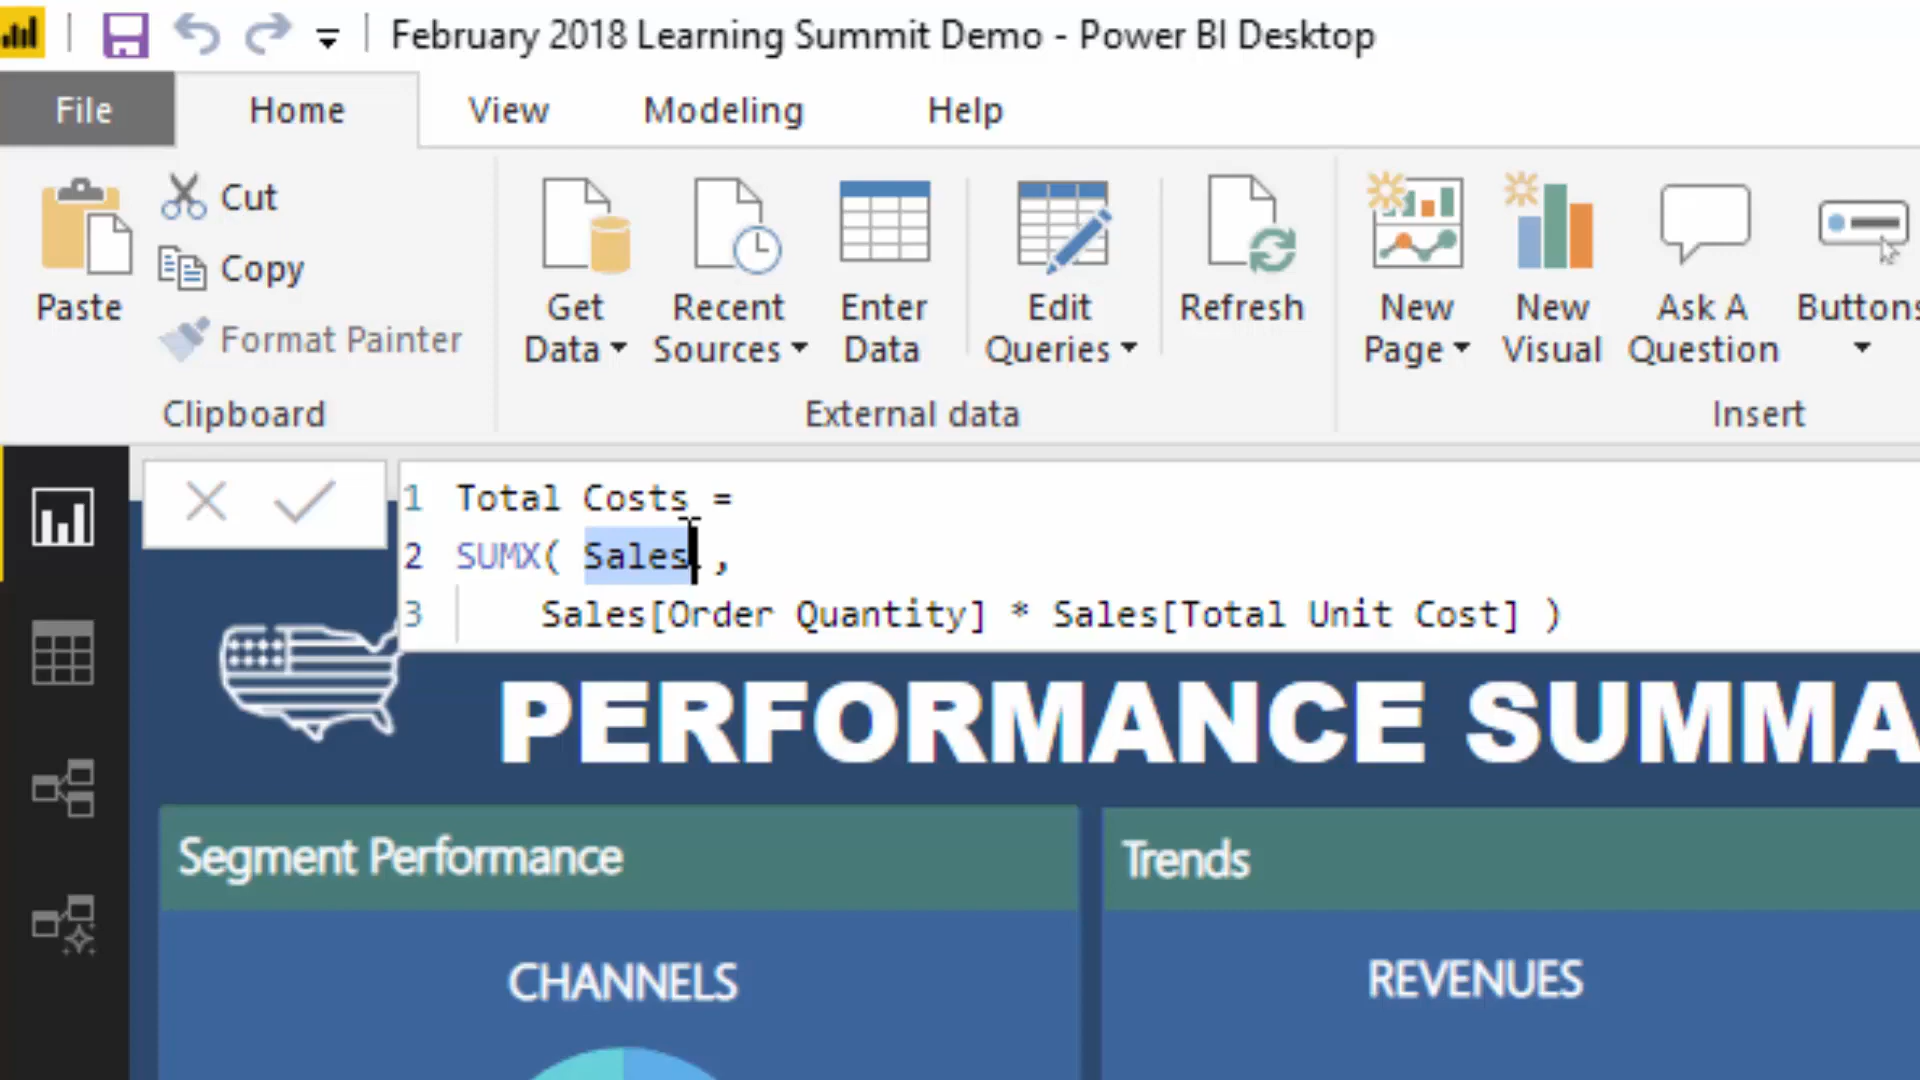 February 2018 Learning Summit Demo - Power BI Desktop
File Home View Modeling Help
Paste
Cut
Copy
Format Painter
Clipboard
Get Data
Recent Sources
Enter Data
Edit Queries
Refresh
External data
New Page
New Visual
Ask A Question
Buttons
Insert
1 Total Costs =
2 SUMX( Sales ,
3 Sales[Order Quantity] * Sales[Total Unit Cost] )
PERFORMANCE SUMMA
Segment Performance
Trends
CHANNELS
REVENUES